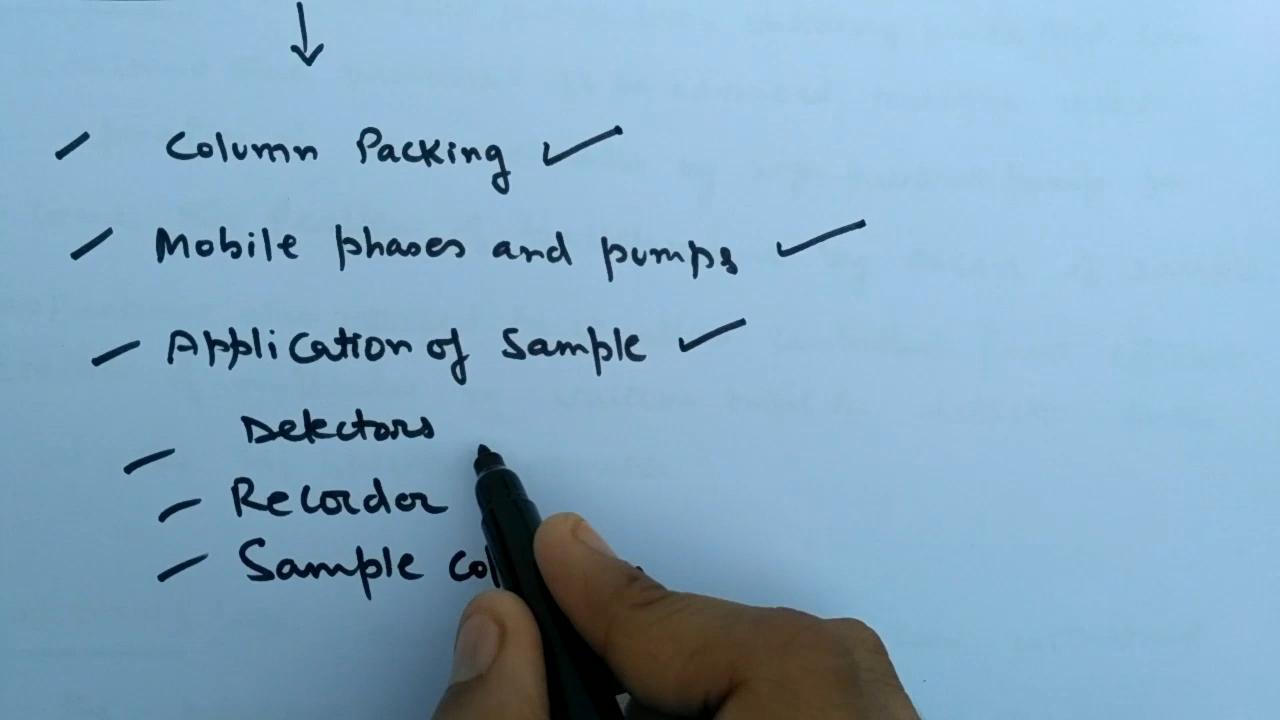 Column Packing
Mobile phases and pumps
Application of Sample
Detectors
Recorder
Sample